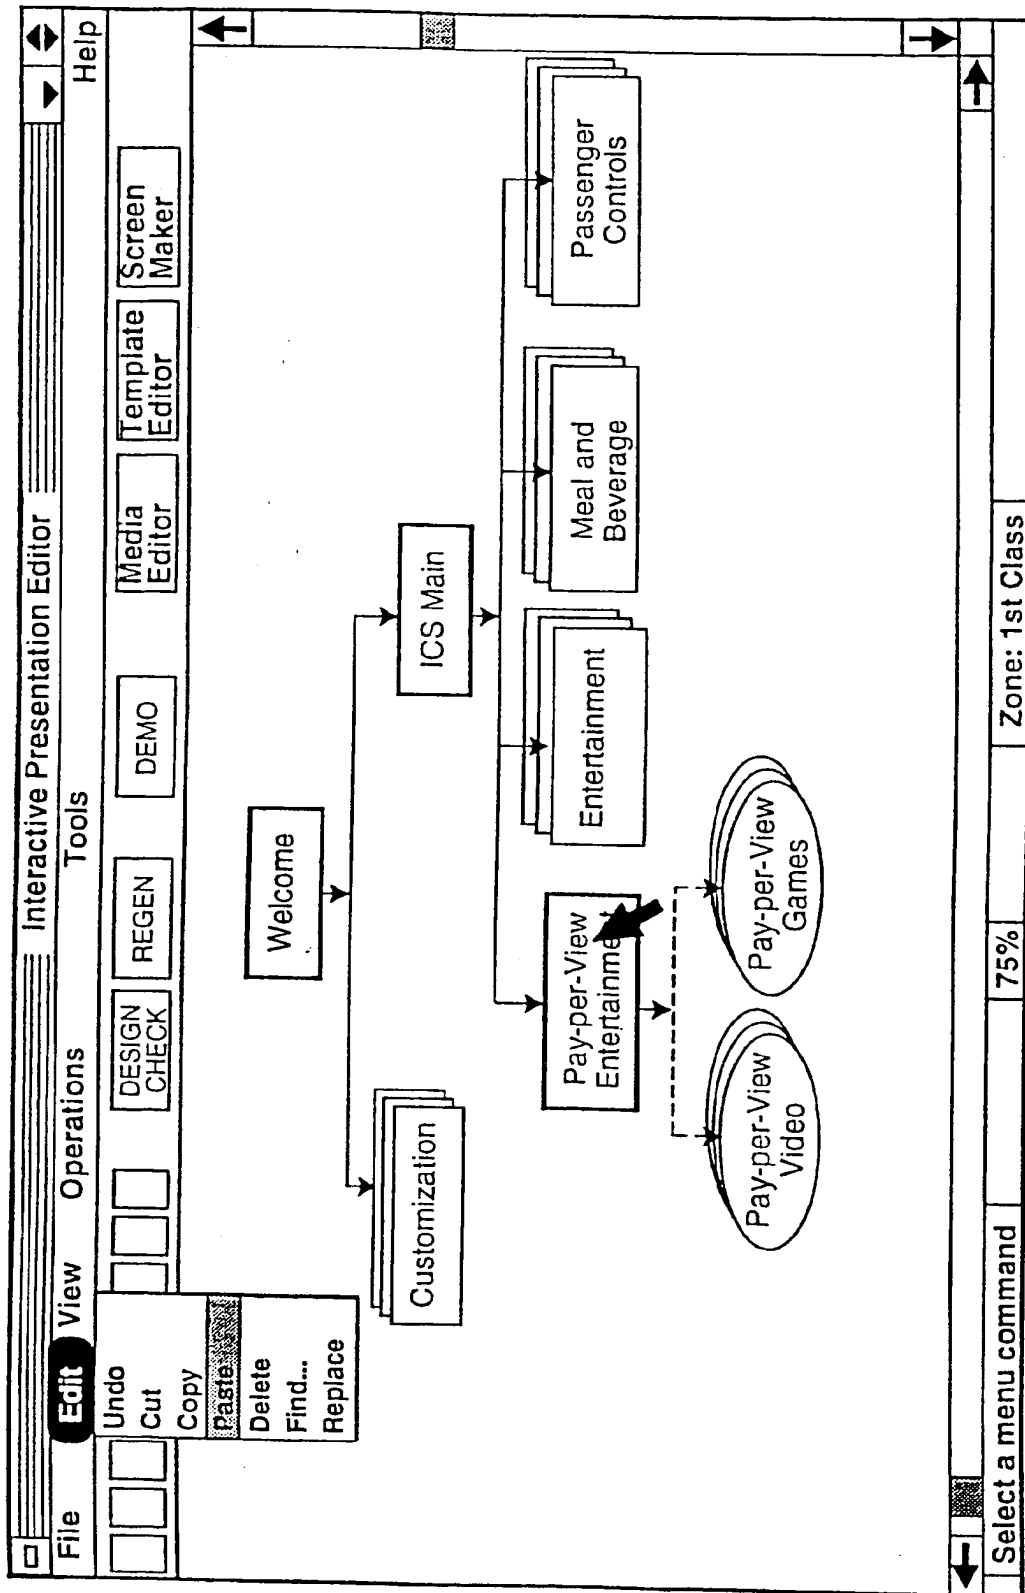 Interactive Presentation Editor
File Edit View Operations Tools Help
Undo
Cut
Copy
Paste
Delete
Find...
Replace
DESIGN
CHECK
REGEN
DEMO
Media
Editor
Template
Editor
Screen
Maker
Welcome
Customization
ICS Main
Pay-per-View
Entertainment
Entertainment
Meal and
Beverage
Passenger
Controls
Pay-per-View
Video
Pay-per-View
Games
Select a menu command
75%
Zone: 1st Class